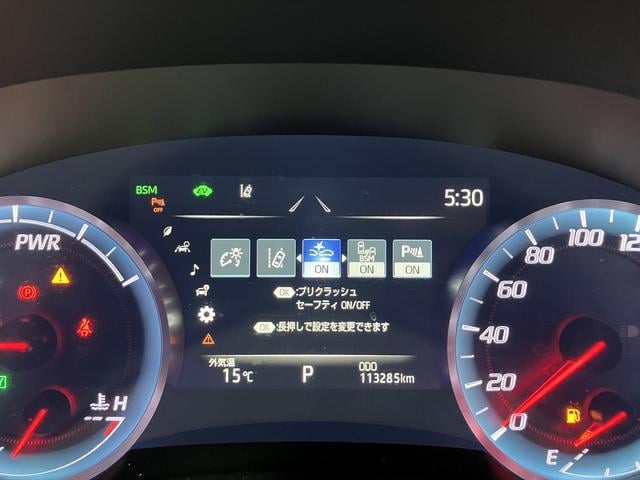 BSM
P
OFF
EV
5:30
PWR
ON
BSM
ON
P
ON
OK :プリクラッシュ
セーフティ ON/OFF
OK :長押しで設定を変更できます
外気温
15℃
P
ODO
113285km
H
P
E
0
20
40
60
80
100